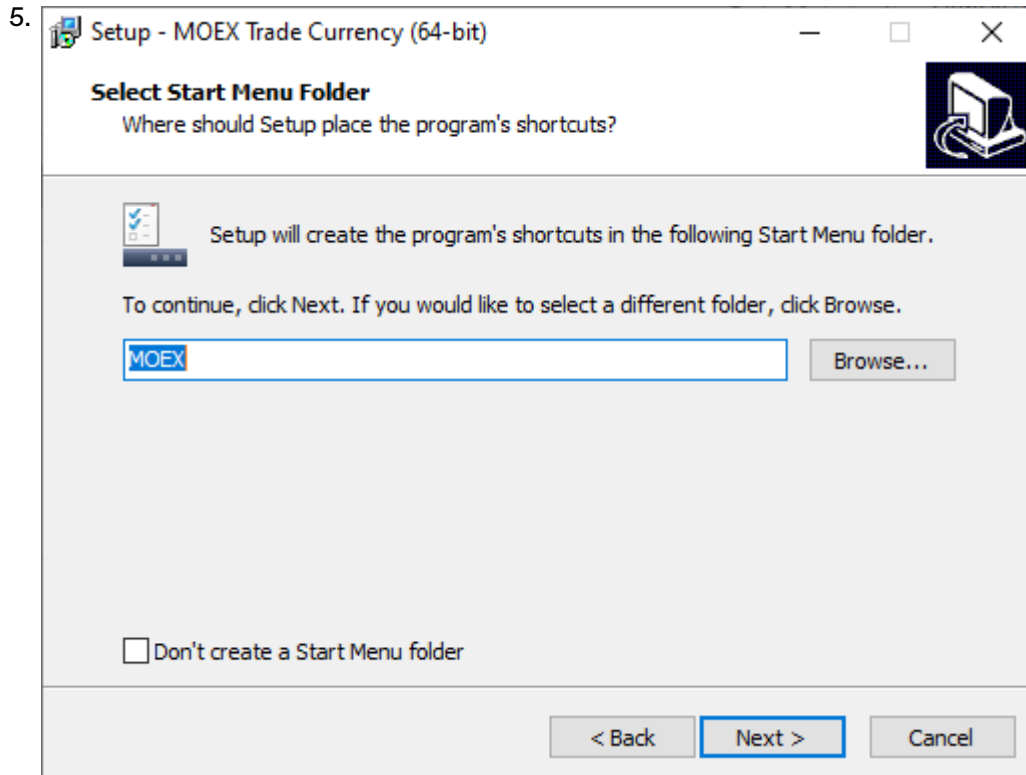 5.
Setup - MOEX Trade Currency (64-bit)
Select Start Menu Folder
Where should Setup place the program's shortcuts?
Setup will create the program's shortcuts in the following Start Menu folder.
To continue, click Next. If you would like to select a different folder, click Browse.
MOEX
Browse...
Don't create a Start Menu folder
< Back
Next >
Cancel